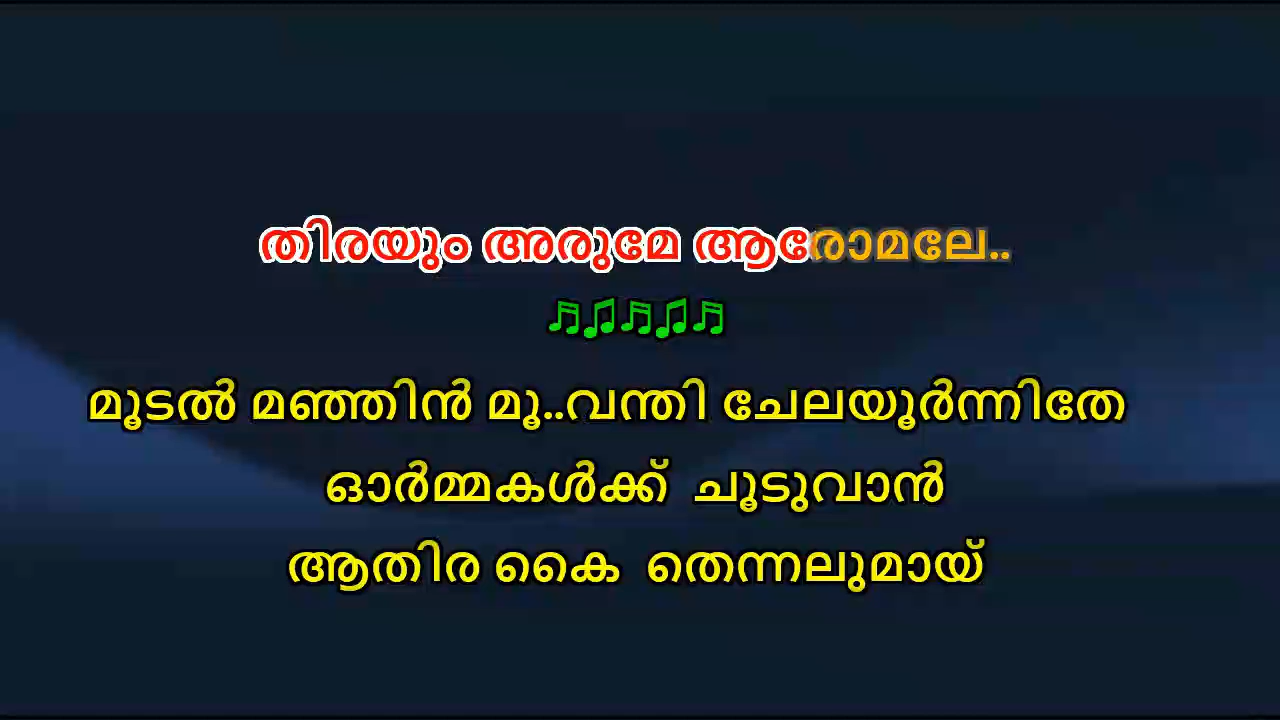 തിരയും അരുമേ ആരോമലേ..
♬♫♬♫♬
മൂടൽ മഞ്ഞിൻ മൂ..വന്തി ചേലയൂർന്നിതേ
ഓർമ്മകൾക്ക് ചൂടുവാൻ
ആതിര കൈ തെന്നലുമായ്